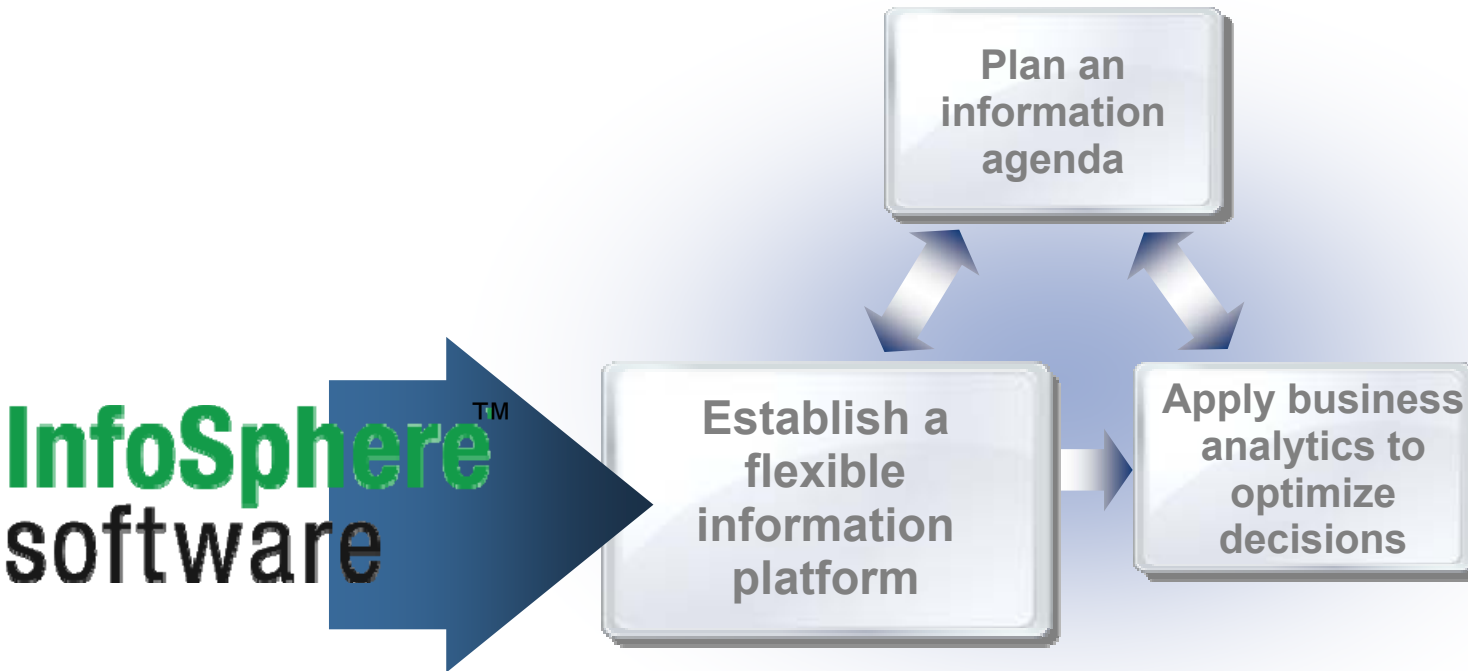 Plan an
information
agenda
InfoSphere™
software
Establish a
flexible
information
platform
Apply business
analytics to
optimize
decisions